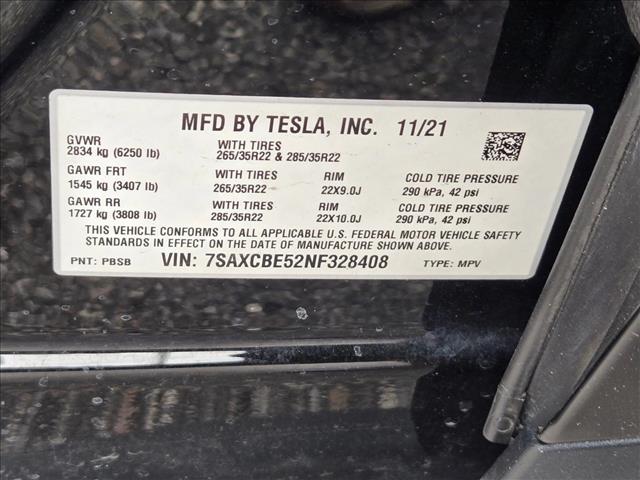 MFD BY TESLA, INC. 11/21
GVWR WITH TIRES
2834 kg (6250 lb) 265/35R22 & 285/35R22
GAWR FRT WITH TIRES RIM COLD TIRE PRESSURE
1545 kg (3407 lb) 265/35R22 22X9.0J 290 kPa, 42 psi
GAWR RR WITH TIRES RIM COLD TIRE PRESSURE
1727 kg (3808 lb) 285/35R22 22X10.0J 290 kPa, 42 psi
THIS VEHICLE CONFORMS TO ALL APPLICABLE U.S. FEDERAL MOTOR VEHICLE SAFETY
STANDARDS IN EFFECT ON THE DATE OF MANUFACTURE SHOWN ABOVE.
PNT: PBSB VIN: 7SAXCBE52NF328408 TYPE: MPV